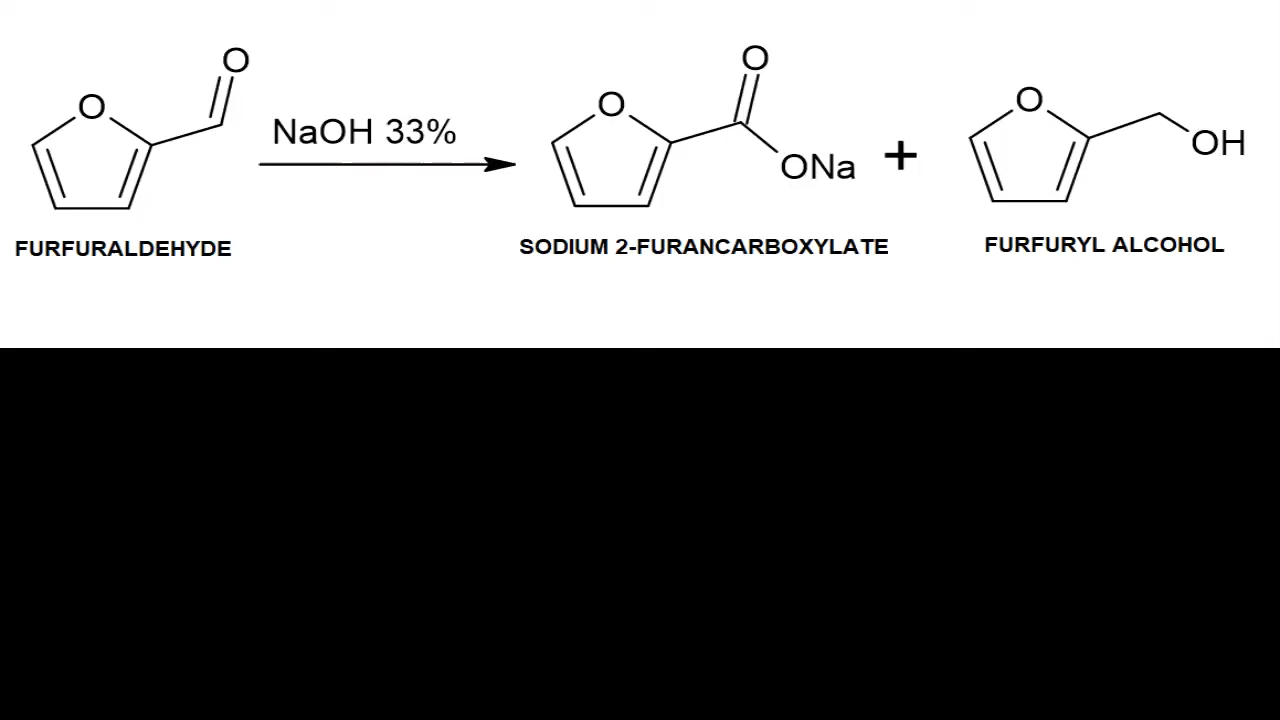 O
O
NaOH 33%
FURFURALDEHYDE
O
O
ONa
SODIUM 2-FURANCARBOXYLATE
+
O
OH
FURFURYL ALCOHOL